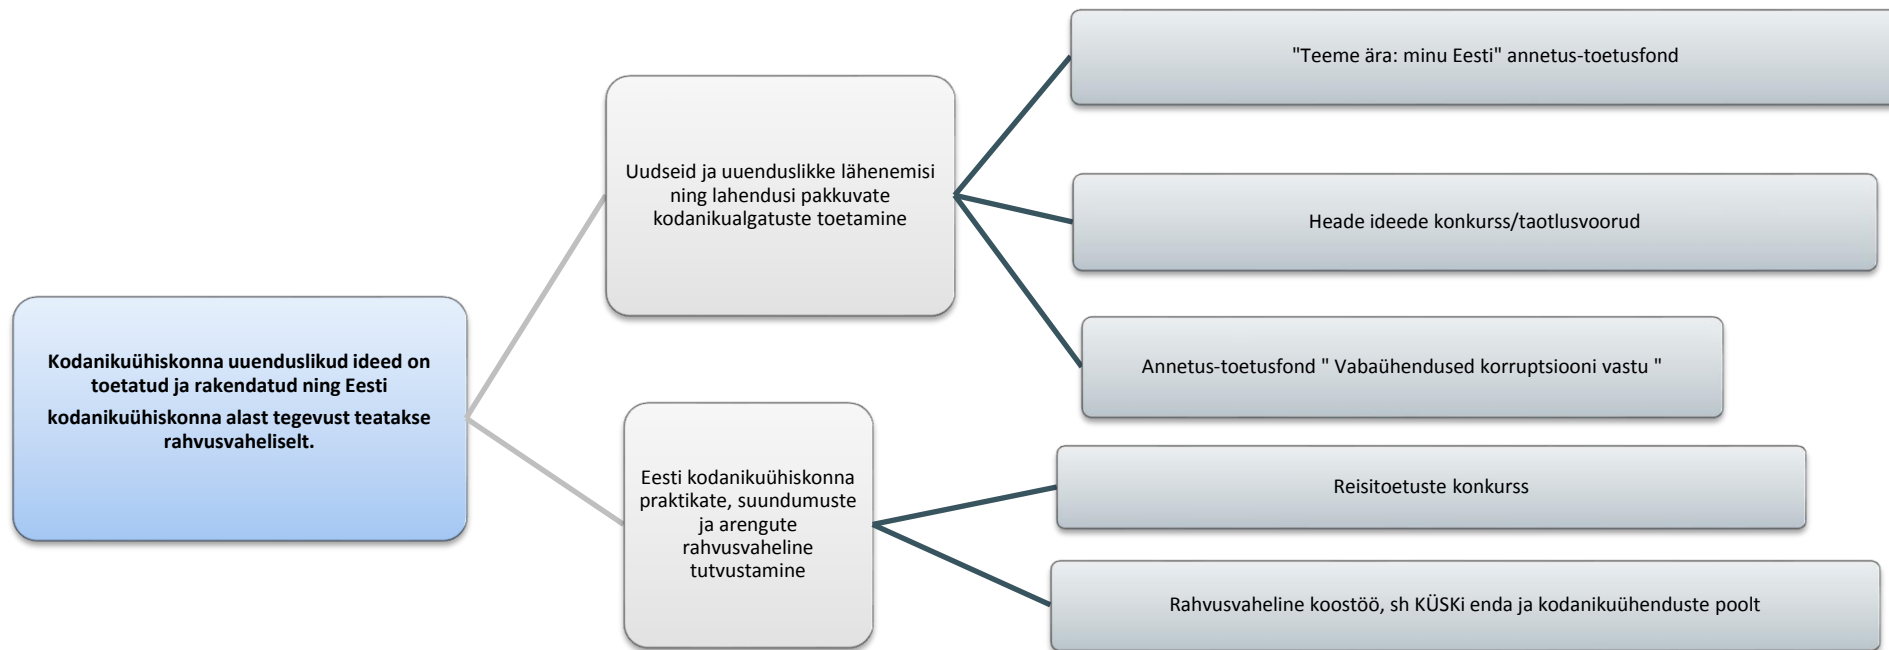 "Teeme ära: minu Eesti" annetus-toetusfond
Uudseid ja uuenduslikke lähenemisi
ning lahendusi pakkuvate
kodanikualgatuste toetamine
Heade ideede konkurss/taotlusvoorud
Annetus-toetusfond " Vabaühendused korruptsiooni vastu "
Kodanikuühiskonna uuenduslikud ideed on
toetatud ja rakendatud ning Eesti
kodanikuühiskonna alast tegevust teatakse
rahvusvaheliselt.
Eesti kodanikuühiskonna
praktikate, suundumuste
ja arengute
rahvusvaheline
tutvustamine
Reisitoetuste konkurss
Rahvusvaheline koostöö, sh KÜSKi enda ja kodanikuühenduste poolt